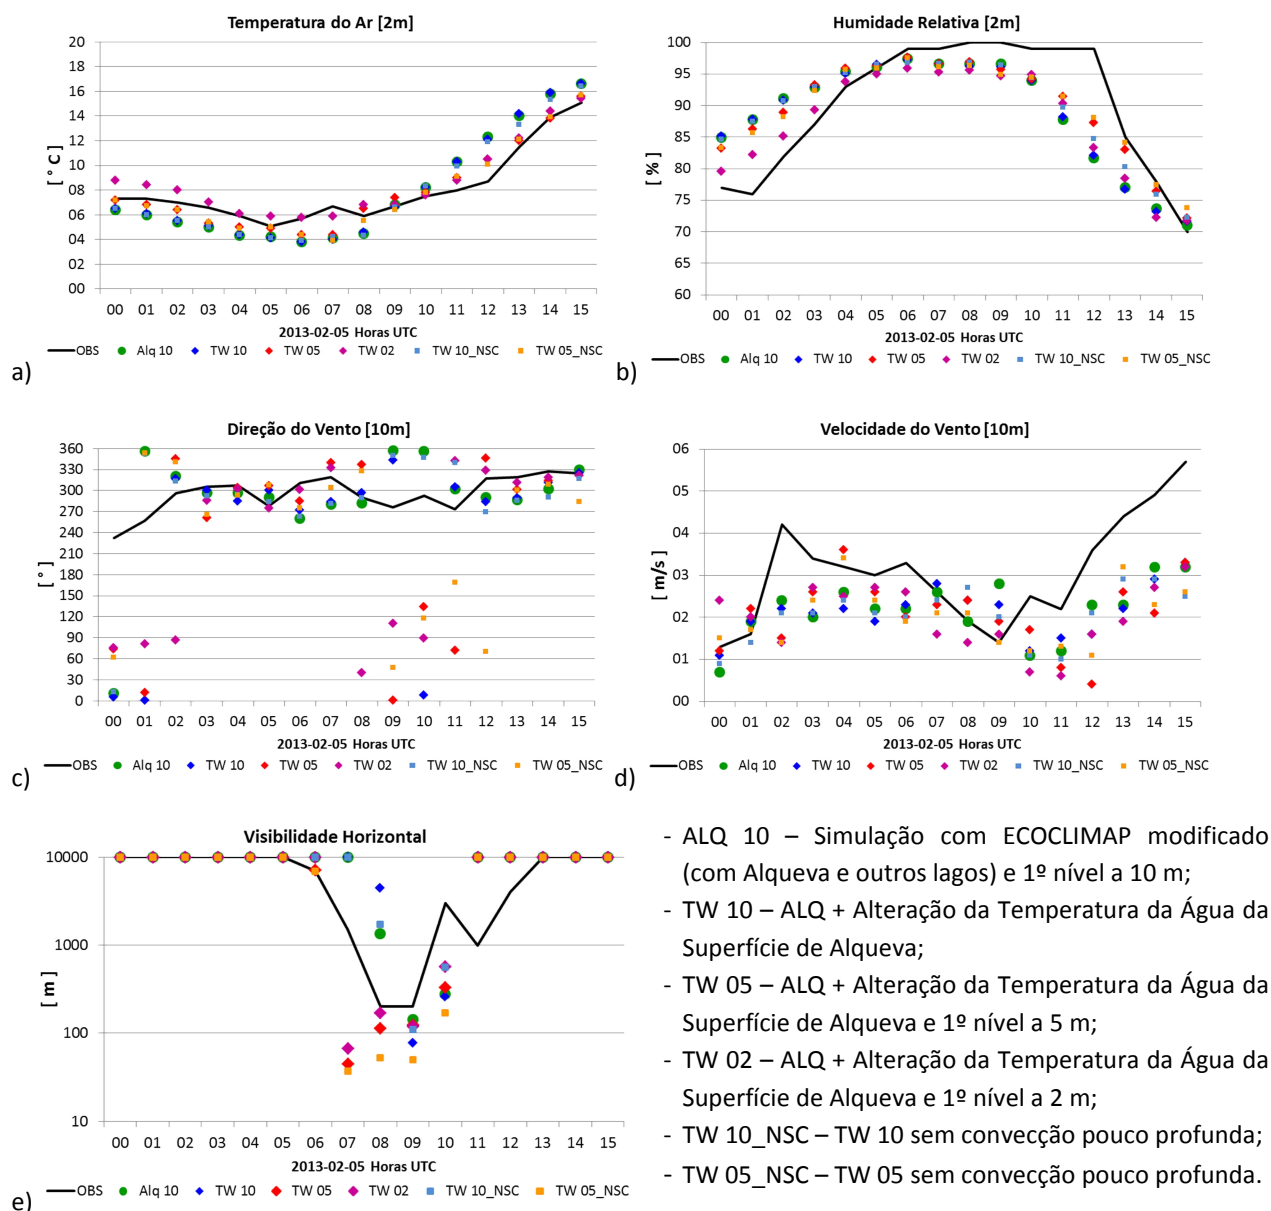 Temperatura do Ar [2m]
[ ° C ]
20
18
16
14
12
10
08
06
04
02
00
00 01 02 03 04 05 06 07 08 09 10 11 12 13 14 15
2013-02-05 Horas UTC
OBS Alq 10 TW 10 TW 05 TW 02 TW 10_NSC TW 05_NSC
a)
Humidade Relativa [2m]
[ % ]
100
95
90
85
80
75
70
65
60
00 01 02 03 04 05 06 07 08 09 10 11 12 13 14 15
2013-02-05 Horas UTC
OBS Alq 10 TW 10 TW 05 TW 02 TW 10_NSC TW 05_NSC
b)
Direção do Vento [10m]
[ ° ]
360
330
300
270
240
210
180
150
120
90
60
30
0
00 01 02 03 04 05 06 07 08 09 10 11 12 13 14 15
2013-02-05 Horas UTC
OBS Alq 10 TW 10 TW 05 TW 02 TW 10_NSC TW 05_NSC
c)
Velocidade do Vento [10m]
[ m/s ]
06
05
04
03
02
01
00
00 01 02 03 04 05 06 07 08 09 10 11 12 13 14 15
2013-02-05 Horas UTC
OBS Alq 10 TW 10 TW 05 TW 02 TW 10_NSC TW 05_NSC
d)
Visibilidade Horizontal
[ m ]
10000
1000
100
10
00 01 02 03 04 05 06 07 08 09 10 11 12 13 14 15
2013-02-05 Horas UTC
OBS Alq 10 TW 10 TW 05 TW 02 TW 10_NSC TW 05_NSC
e)
- ALQ 10 – Simulação com ECOCLIMAP modificado
(com Alqueva e outros lagos) e 1º nível a 10 m;
- TW 10 – ALQ + Alteração da Temperatura da Água da
Superfície de Alqueva;
- TW 05 – ALQ + Alteração da Temperatura da Água da
Superfície de Alqueva e 1º nível a 5 m;
- TW 02 – ALQ + Alteração da Temperatura da Água da
Superfície de Alqueva e 1º nível a 2 m;
- TW 10_NSC – TW 10 sem convecção pouco profunda;
- TW 05_NSC – TW 05 sem convecção pouco profunda.